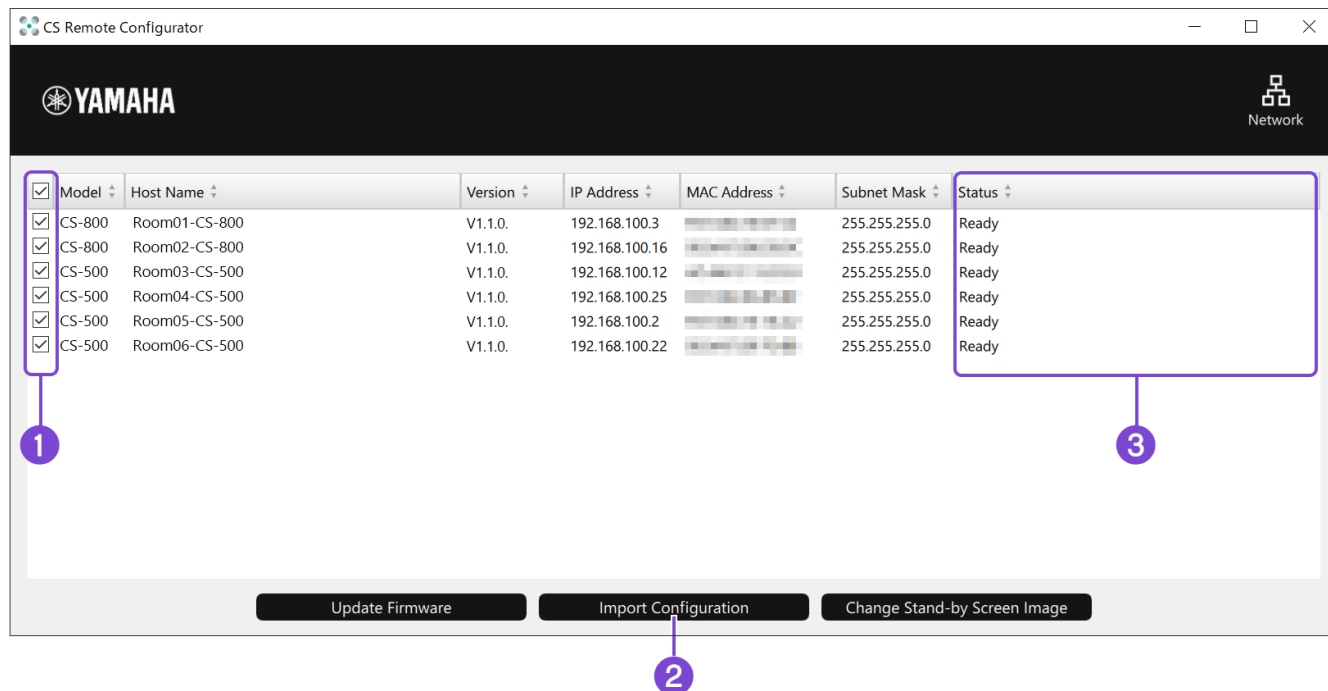 CS Remote Configurator
YAMAHA
Network
Model Host Name Version IP Address MAC Address Subnet Mask Status
CS-800 Room01-CS-800 V1.1.0. 192.168.100.3 255.255.255.0 Ready
CS-800 Room02-CS-800 V1.1.0. 192.168.100.16 255.255.255.0 Ready
CS-500 Room03-CS-500 V1.1.0. 192.168.100.12 255.255.255.0 Ready
CS-500 Room04-CS-500 V1.1.0. 192.168.100.25 255.255.255.0 Ready
CS-500 Room05-CS-500 V1.1.0. 192.168.100.2 255.255.255.0 Ready
CS-500 Room06-CS-500 V1.1.0. 192.168.100.22 255.255.255.0 Ready
1 3
Update Firmware Import Configuration Change Stand-by Screen Image
2